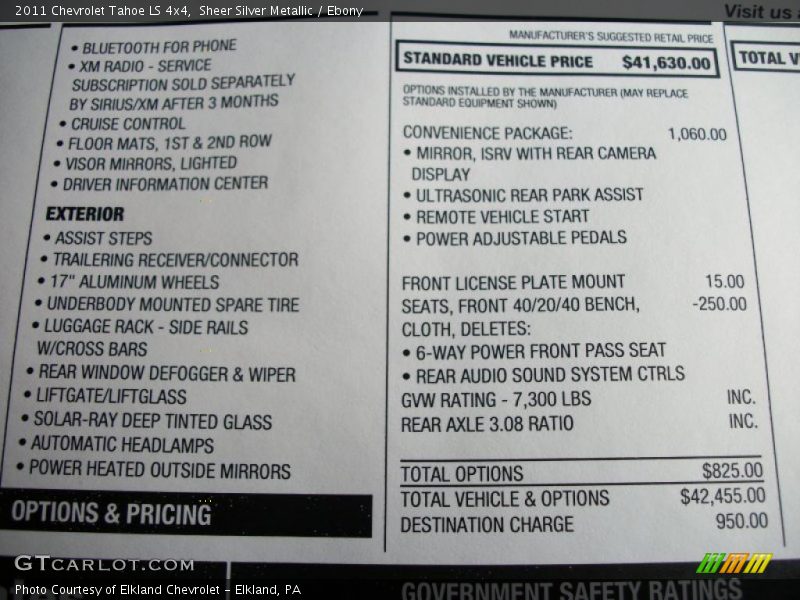 2011 Chevrolet Tahoe LS 4x4, Sheer Silver Metallic / Ebony
Visit us
• BLUETOOTH FOR PHONE
• XM RADIO - SERVICE
SUBSCRIPTION SOLD SEPARATELY
BY SIRIUS/XM AFTER 3 MONTHS
• CRUISE CONTROL
• FLOOR MATS, 1ST & 2ND ROW
• VISOR MIRRORS, LIGHTED
• DRIVER INFORMATION CENTER
EXTERIOR
• ASSIST STEPS
• TRAILERING RECEIVER/CONNECTOR
• 17" ALUMINUM WHEELS
• UNDERBODY MOUNTED SPARE TIRE
• LUGGAGE RACK - SIDE RAILS
W/CROSS BARS
• REAR WINDOW DEFOGGER & WIPER
• LIFTGATE/LIFTGLASS
• SOLAR-RAY DEEP TINTED GLASS
• AUTOMATIC HEADLAMPS
• POWER HEATED OUTSIDE MIRRORS
OPTIONS & PRICING
MANUFACTURER'S SUGGESTED RETAIL PRICE
STANDARD VEHICLE PRICE $41,630.00
OPTIONS INSTALLED BY THE MANUFACTURER (MAY REPLACE
STANDARD EQUIPMENT SHOWN)
CONVENIENCE PACKAGE: 1,060.00
• MIRROR, ISRV WITH REAR CAMERA
DISPLAY
• ULTRASONIC REAR PARK ASSIST
• REMOTE VEHICLE START
• POWER ADJUSTABLE PEDALS
FRONT LICENSE PLATE MOUNT 15.00
SEATS, FRONT 40/20/40 BENCH, -250.00
CLOTH, DELETES:
• 6-WAY POWER FRONT PASS SEAT
• REAR AUDIO SOUND SYSTEM CTRLS
GVW RATING - 7,300 LBS INC.
REAR AXLE 3.08 RATIO INC.
TOTAL OPTIONS $825.00
TOTAL VEHICLE & OPTIONS $42,455.00
DESTINATION CHARGE 950.00
TOTAL V
GTCARLOT.COM
Photo Courtesy of Elkland Chevrolet - Elkland, PA
GOVERNMENT SAFETY RATINGS